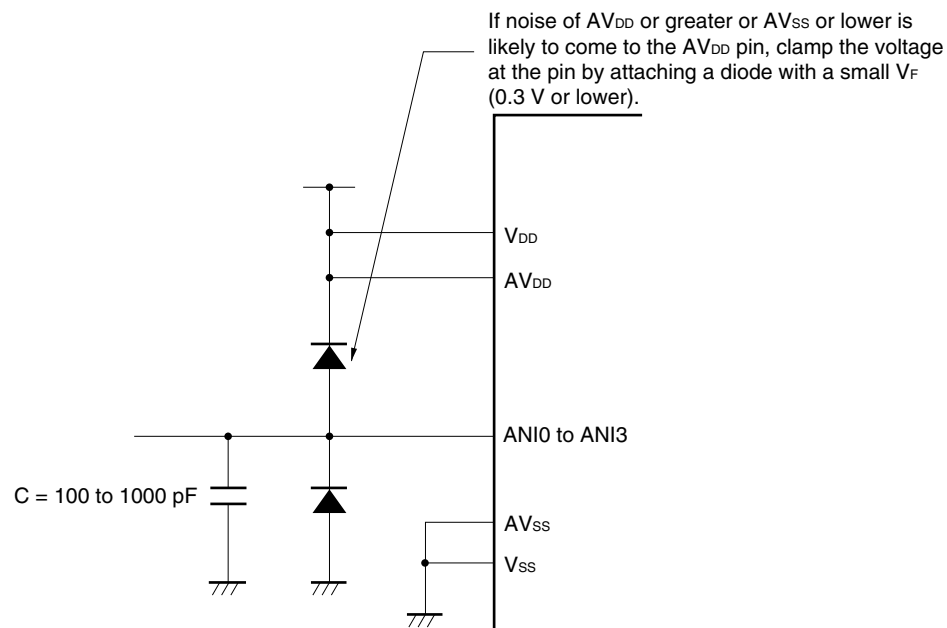 If noise of AVDD or greater or AVSS or lower is
likely to come to the AVDD pin, clamp the voltage
at the pin by attaching a diode with a small VF
(0.3 V or lower).
VDD
AVDD
ANI0 to ANI3
C = 100 to 1000 pF
AVSS
VSS